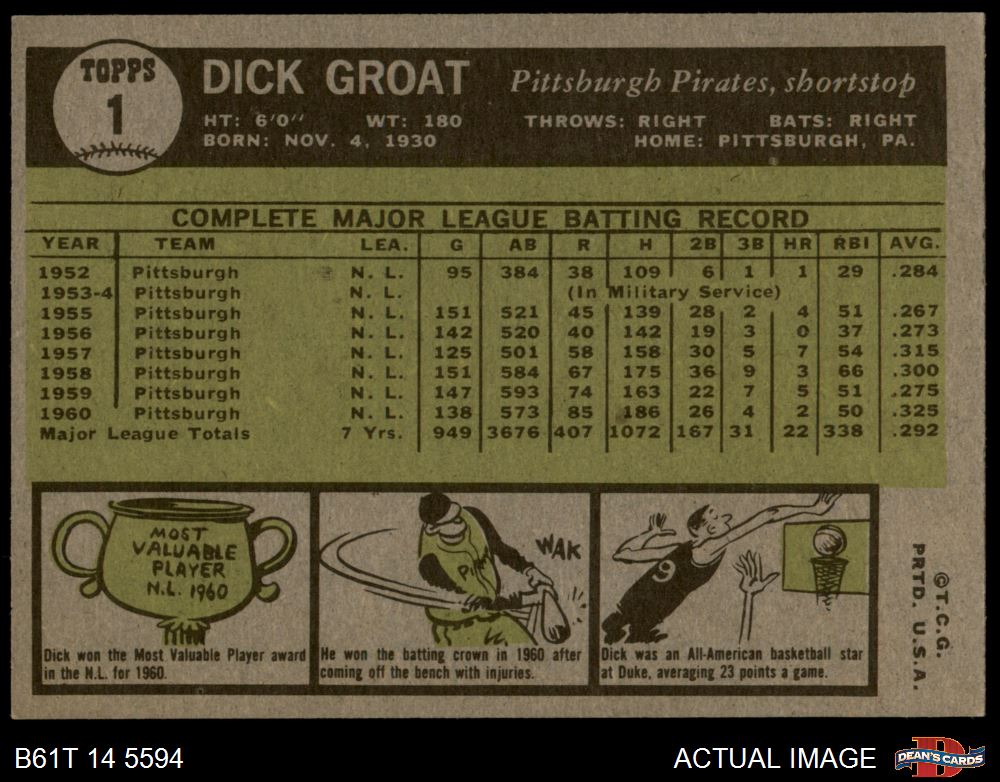 TOPPS
1
DICK GROAT Pittsburgh Pirates, shortstop
HT: 6'0" WT: 180 THROWS: RIGHT BATS: RIGHT
BORN: NOV. 4, 1930 HOME: PITTSBURGH, PA.
COMPLETE MAJOR LEAGUE BATTING RECORD
YEAR TEAM LEA. G AB R H 2B 3B HR RBI AVG.
1952 Pittsburgh N. L. 95 384 38 109 6 1 1 29 .284
1953-4 Pittsburgh N. L. (In Military Service)
1955 Pittsburgh N. L. 151 521 45 139 28 2 4 51 .267
1956 Pittsburgh N. L. 142 520 40 142 19 3 0 37 .273
1957 Pittsburgh N. L. 125 501 58 158 30 5 7 54 .315
1958 Pittsburgh N. L. 151 584 67 175 36 9 3 66 .300
1959 Pittsburgh N. L. 147 593 74 163 22 7 5 51 .275
1960 Pittsburgh N. L. 138 573 85 186 26 4 2 50 .325
Major League Totals 7 Yrs. 949 3676 407 1072 167 31 22 338 .292
MOST
VALUABLE
PLAYER
N.L. 1960
Dick won the Most Valuable Player award
in the N.L. for 1960.
WAK
PI
He won the batting crown in 1960 after
coming off the bench with injuries.
9
Dick was an All-American basketball star
at Duke, averaging 23 points a game.
©T.C.G.
PRTD. U.S.A.
B61T 14 5594 ACTUAL IMAGE
D
DEAN'S CARDS